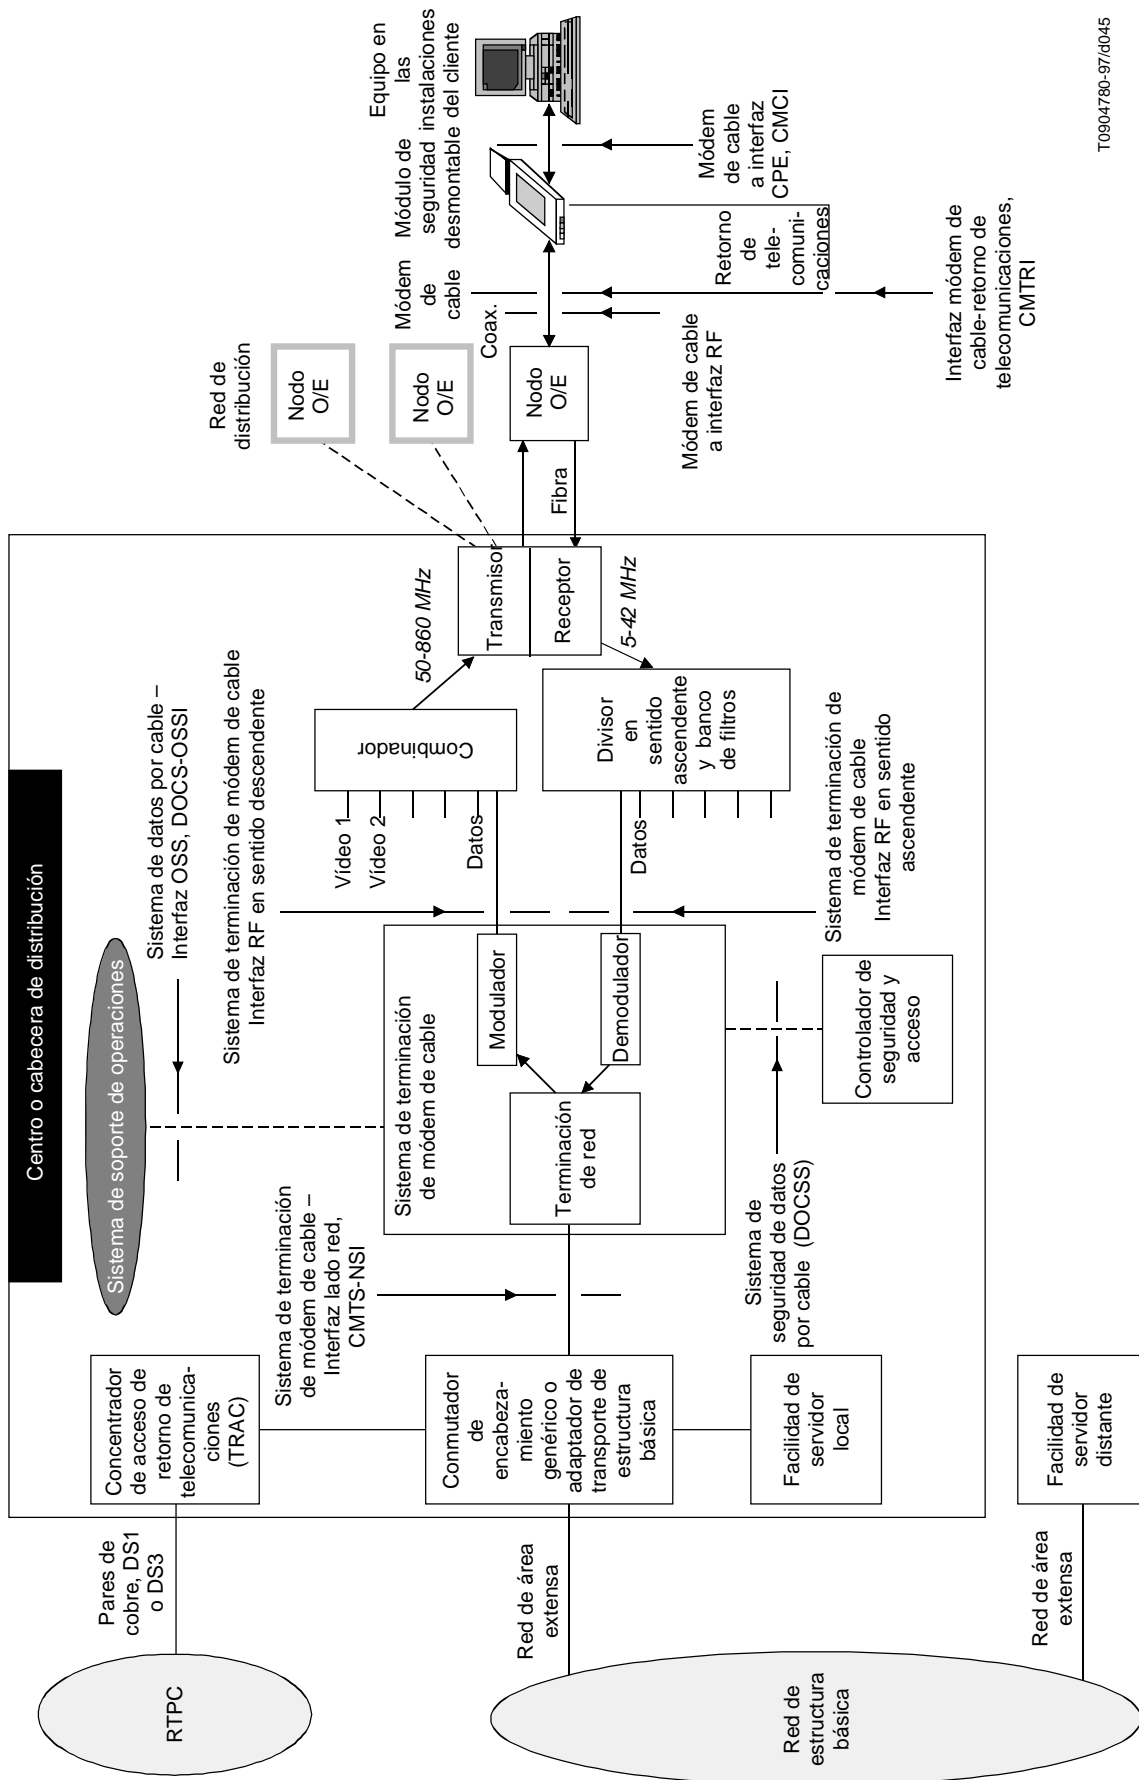 Centro o cabecera de distribución
RTPC
Pares de
cobre, DS1
o DS3
Concentrador
de acceso de
retorno de
telecomunica-
ciones
(TRAC)
Sistema de soporte de operaciones
Sistema de datos por cable –
Interfaz OSS, DOCS-OSSI
Sistema de terminación de módem de cable
Interfaz RF en sentido descendente
Sistema de terminación
de módem de cable –
Interfaz lado red,
CMTS-NSI
Sistema de terminación
de módem de cable
Terminación
de red
Modulador
Demodulador
Vídeo 1
Vídeo 2
Datos
Combinador
50-860 MHz
Transmisor
Receptor
5-42 MHz
Datos
Divisor
en
sentido
ascendente
y banco
de filtros
Sistema de terminación de
módem de cable
Interfaz RF en sentido
ascendente
Red de
distribución
Nodo
O/E
Nodo
O/E
Nodo
O/E
Fibra
Coax.
Módem
de
cable
Módulo de
seguridad
desmontable
Equipo en
las
instalaciones
del cliente
Módem de cable
a interfaz RF
Retorno
de
tele-
comuni-
caciones
Módem
de cable
a interfaz
CPE, CMCI
Interfaz módem de
cable-retorno de
telecomunicaciones,
CMTRI
Red de
estructura
básica
Red de área
extensa
Conmutador
de
encabeza-
miento
genérico o
adaptador de
transporte de
estructura
básica
Facilidad de
servidor
local
Sistema de
seguridad de datos
por cable (DOCSS)
Controlador de
seguridad y
acceso
Red de área
extensa
Facilidad de
servidor
distante
T0904780-97/d045